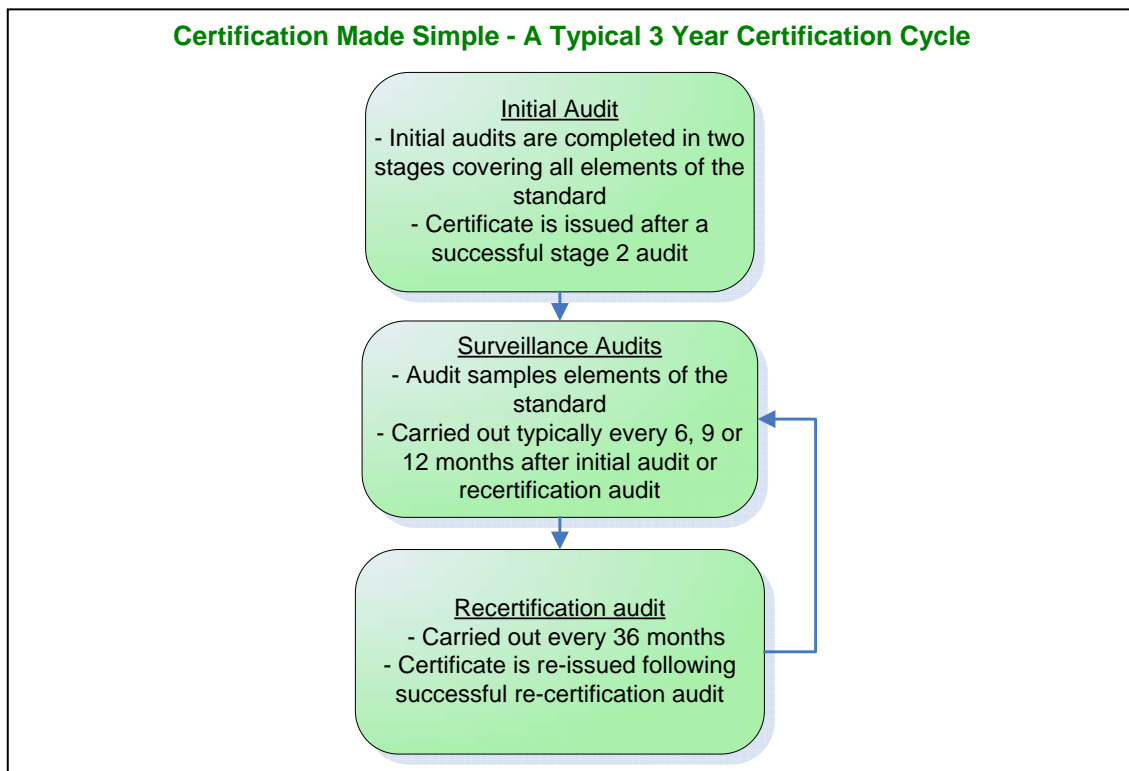 Certification Made Simple - A Typical 3 Year Certification Cycle
Initial Audit
- Initial audits are completed in two
stages covering all elements of the
standard
- Certificate is issued after a
successful stage 2 audit
Surveillance Audits
- Audit samples elements of the
standard
- Carried out typically every 6, 9 or
12 months after initial audit or
recertification audit
Recertification audit
- Carried out every 36 months
- Certificate is re-issued following
successful re-certification audit